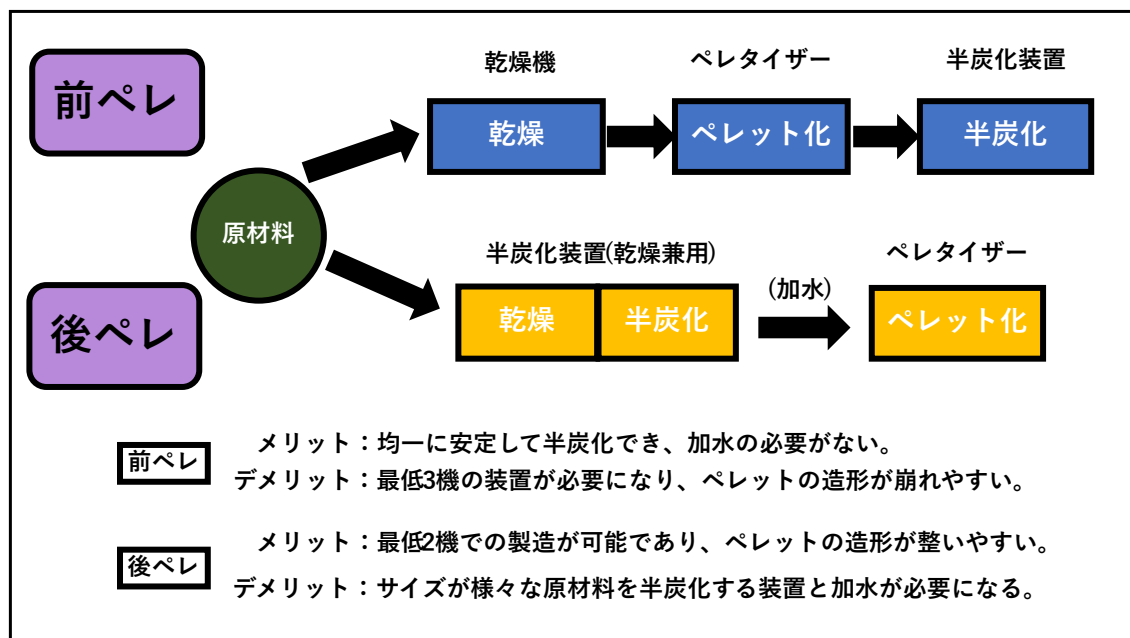 前ペレ
乾燥機
ペレタイザー
半炭化装置
乾燥
ペレット化
半炭化
原材料
後ペレ
半炭化装置(乾燥兼用)
(加水)
ペレタイザー
乾燥
半炭化
ペレット化
前ペレ
メリット：均一に安定して半炭化でき、加水の必要がない。
デメリット：最低3機の装置が必要になり、ペレットの造形が崩れやすい。
後ペレ
メリット：最低2機での製造が可能であり、ペレットの造形が整いやすい。
デメリット：サイズが様々な原材料を半炭化する装置と加水が必要になる。